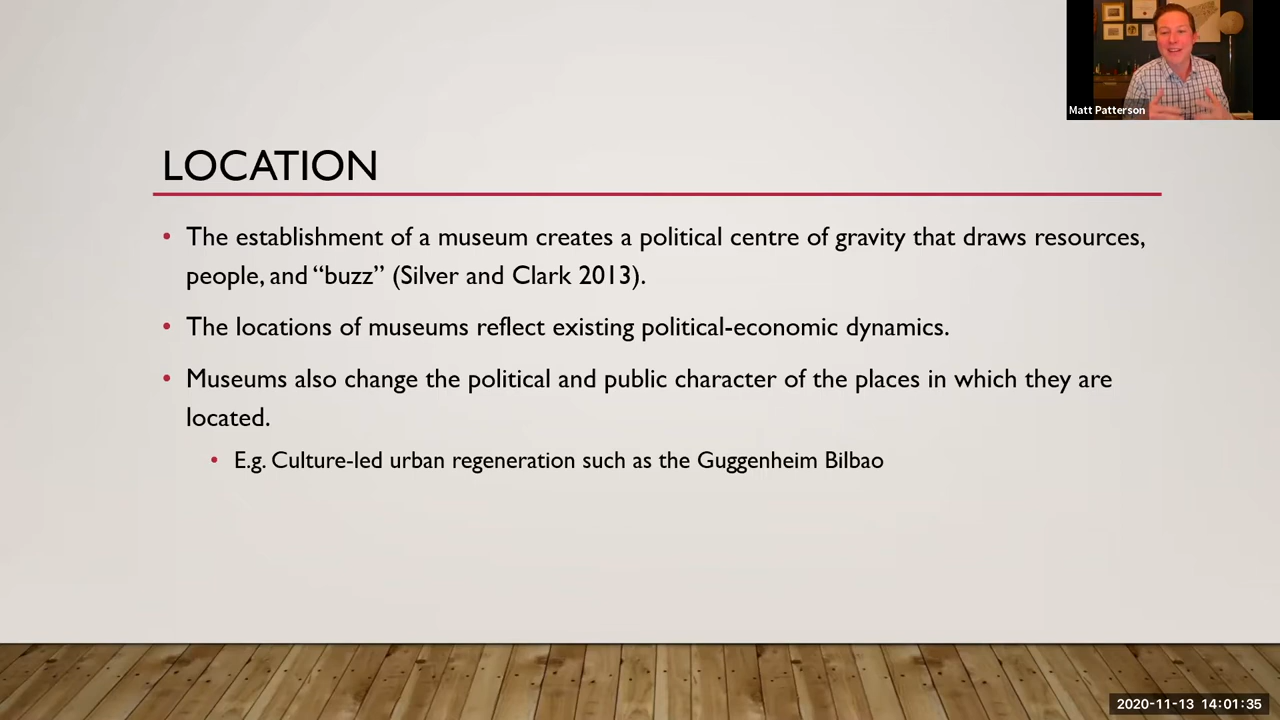 Matt Patterson
LOCATION
• The establishment of a museum creates a political centre of gravity that draws resources,
people, and “buzz” (Silver and Clark 2013).
• The locations of museums reflect existing political-economic dynamics.
• Museums also change the political and public character of the places in which they are
located.
• E.g. Culture-led urban regeneration such as the Guggenheim Bilbao
2020-11-13 14:01:35